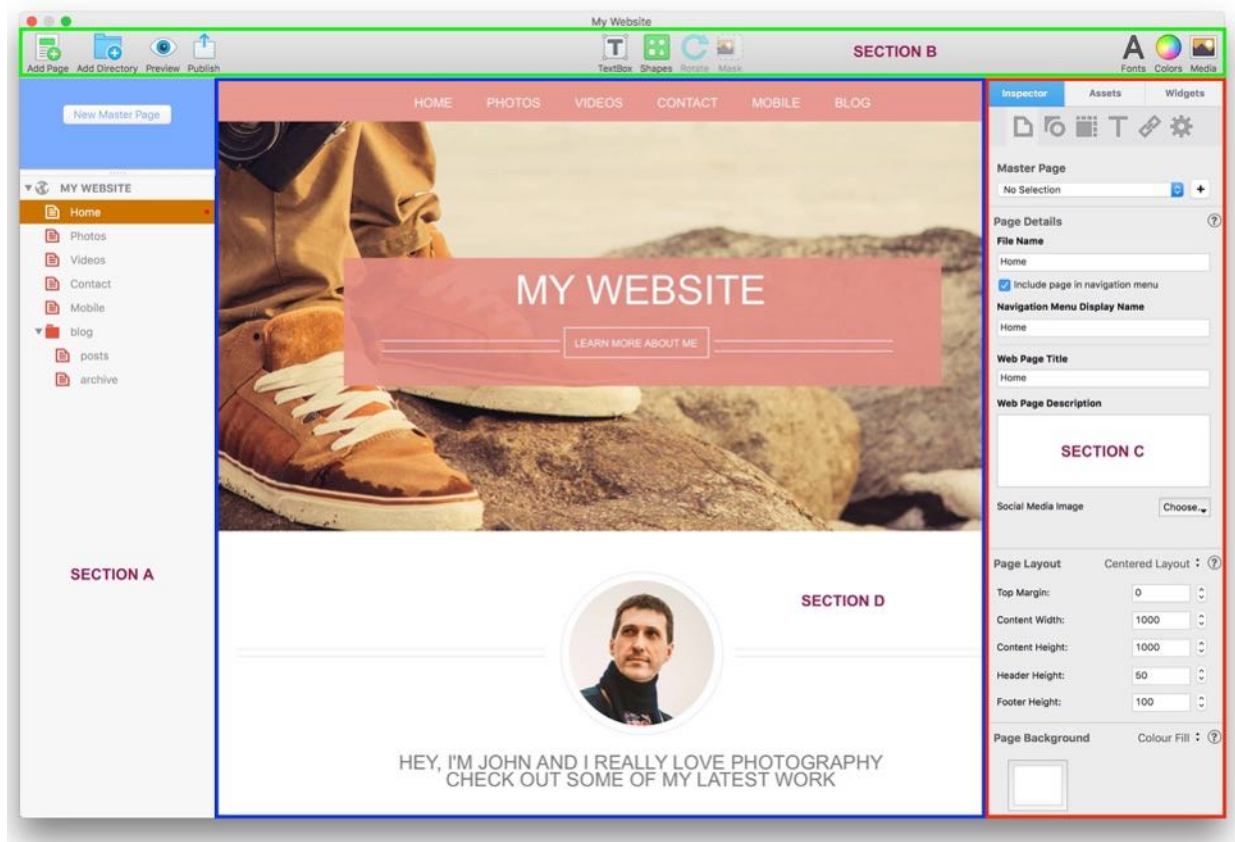 My Website
Add Page Add Directory Preview Publish
TextBox Shapes Rotate Mask
SECTION B
Fonts Colors Media
New Master Page
MY WEBSITE
Home
Photos
Videos
Contact
Mobile
blog
posts
archive
SECTION A
HOME PHOTOS VIDEOS CONTACT MOBILE BLOG
MY WEBSITE
LEARN MORE ABOUT ME
SECTION D
HEY, I'M JOHN AND I REALLY LOVE PHOTOGRAPHY
CHECK OUT SOME OF MY LATEST WORK
Inspector Assets Widgets
Master Page
No Selection +
Page Details ?
File Name
Home
Include page in navigation menu
Navigation Menu Display Name
Home
Web Page Title
Home
Web Page Description
SECTION C
Social Media Image Choose..
Page Layout Centered Layout ?
Top Margin: 0
Content Width: 1000
Content Height: 1000
Header Height: 50
Footer Height: 100
Page Background Colour Fill ?